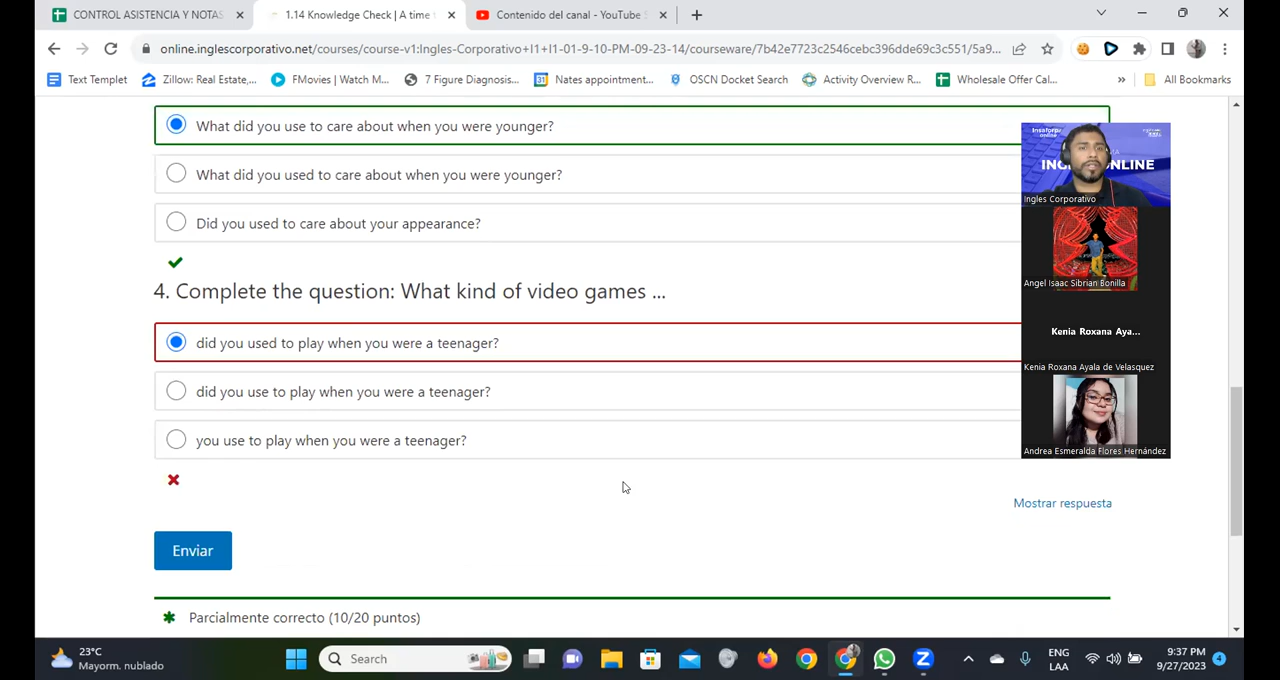 CONTROL ASISTENCIA Y NOTAS
1.14 Knowledge Check | A time
Contenido del canal - YouTube
online.inglescorporativo.net/courses/course-v1:Ingles-Corporativo+I1+I1-01-9-10-PM-09-23-14/courseware/7b42e7723c2546cebc396dde69c3c551/5a9...
Text Templet
Zillow: Real Estate,...
FMovies | Watch M...
7 Figure Diagnosis...
Nates appointment...
OSCN Docket Search
Activity Overview R...
Wholesale Offer Cal...
»
All Bookmarks
What did you use to care about when you were younger?
What did you used to care about when you were younger?
Did you used to care about your appearance?
4. Complete the question: What kind of video games ...
did you used to play when you were a teenager?
did you use to play when you were a teenager?
you use to play when you were a teenager?
Mostrar respuesta
Enviar
Parcialmente correcto (10/20 puntos)
Ingles Corporativo
Angel Isaac Sibrian Bonilla
Kenia Roxana Aya...
Kenia Roxana Ayala de Velasquez
Andrea Esmeralda Flores Hernández
23°C
Mayorm. nublado
Search
ENG
LAA
9:37 PM
9/27/2023
4